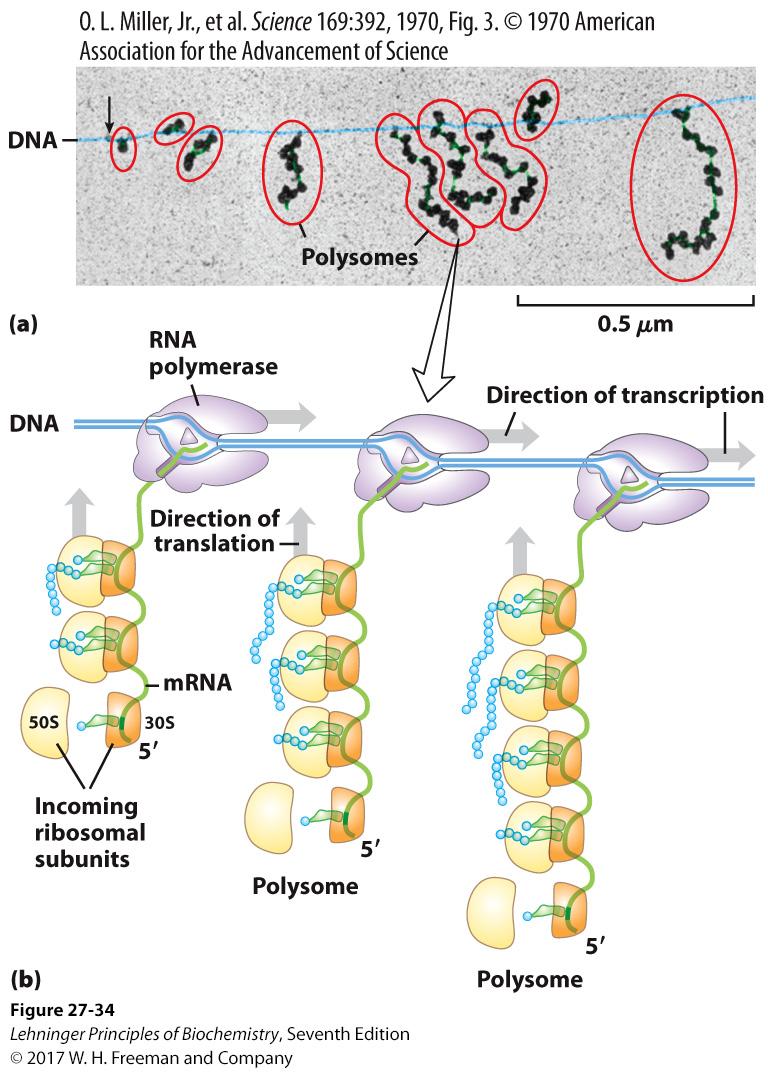 O. L. Miller, Jr., et al. Science 169:392, 1970, Fig. 3. © 1970 American
Association for the Advancement of Science
DNA
Polysomes
(a)
0.5 μm
RNA
polymerase
Direction of transcription
DNA
Direction of
translation
mRNA
50S
30S
5′
Incoming
ribosomal
subunits
5′
Polysome
5′
Polysome
(b)
Figure 27-34
Lehninger Principles of Biochemistry, Seventh Edition
© 2017 W. H. Freeman and Company